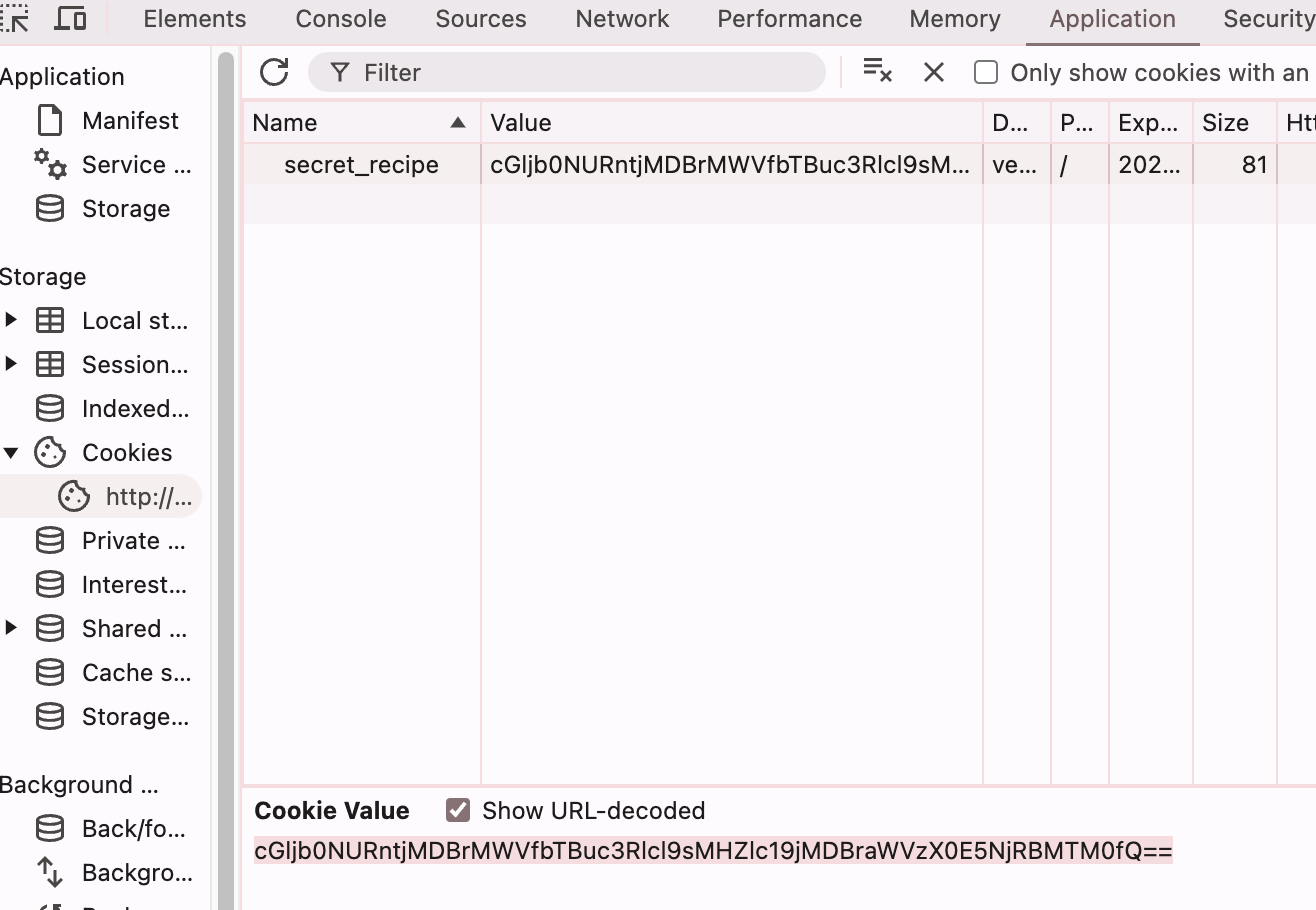 Elements Console Sources Network Performance Memory Application Security
Application
Manifest
Service ...
Storage
Storage
Local st...
Session...
Indexed...
Cookies
http://...
Private ...
Interest...
Shared ...
Cache s...
Storage...
Background ...
Back/fo...
Backgro...
Filter Only show cookies with an
Name Value D... P... Exp... Size
secret_recipe cGljb0NURntjMDBrMWVfbTBuc3Rlcl9sM... ve... / 202... 81
Cookie Value Show URL-decoded
cGljb0NURntjMDBrMWVfbTBuc3Rlcl9sMHZlc19jMDBraWVzX0E5NjRBMTM0fQ==